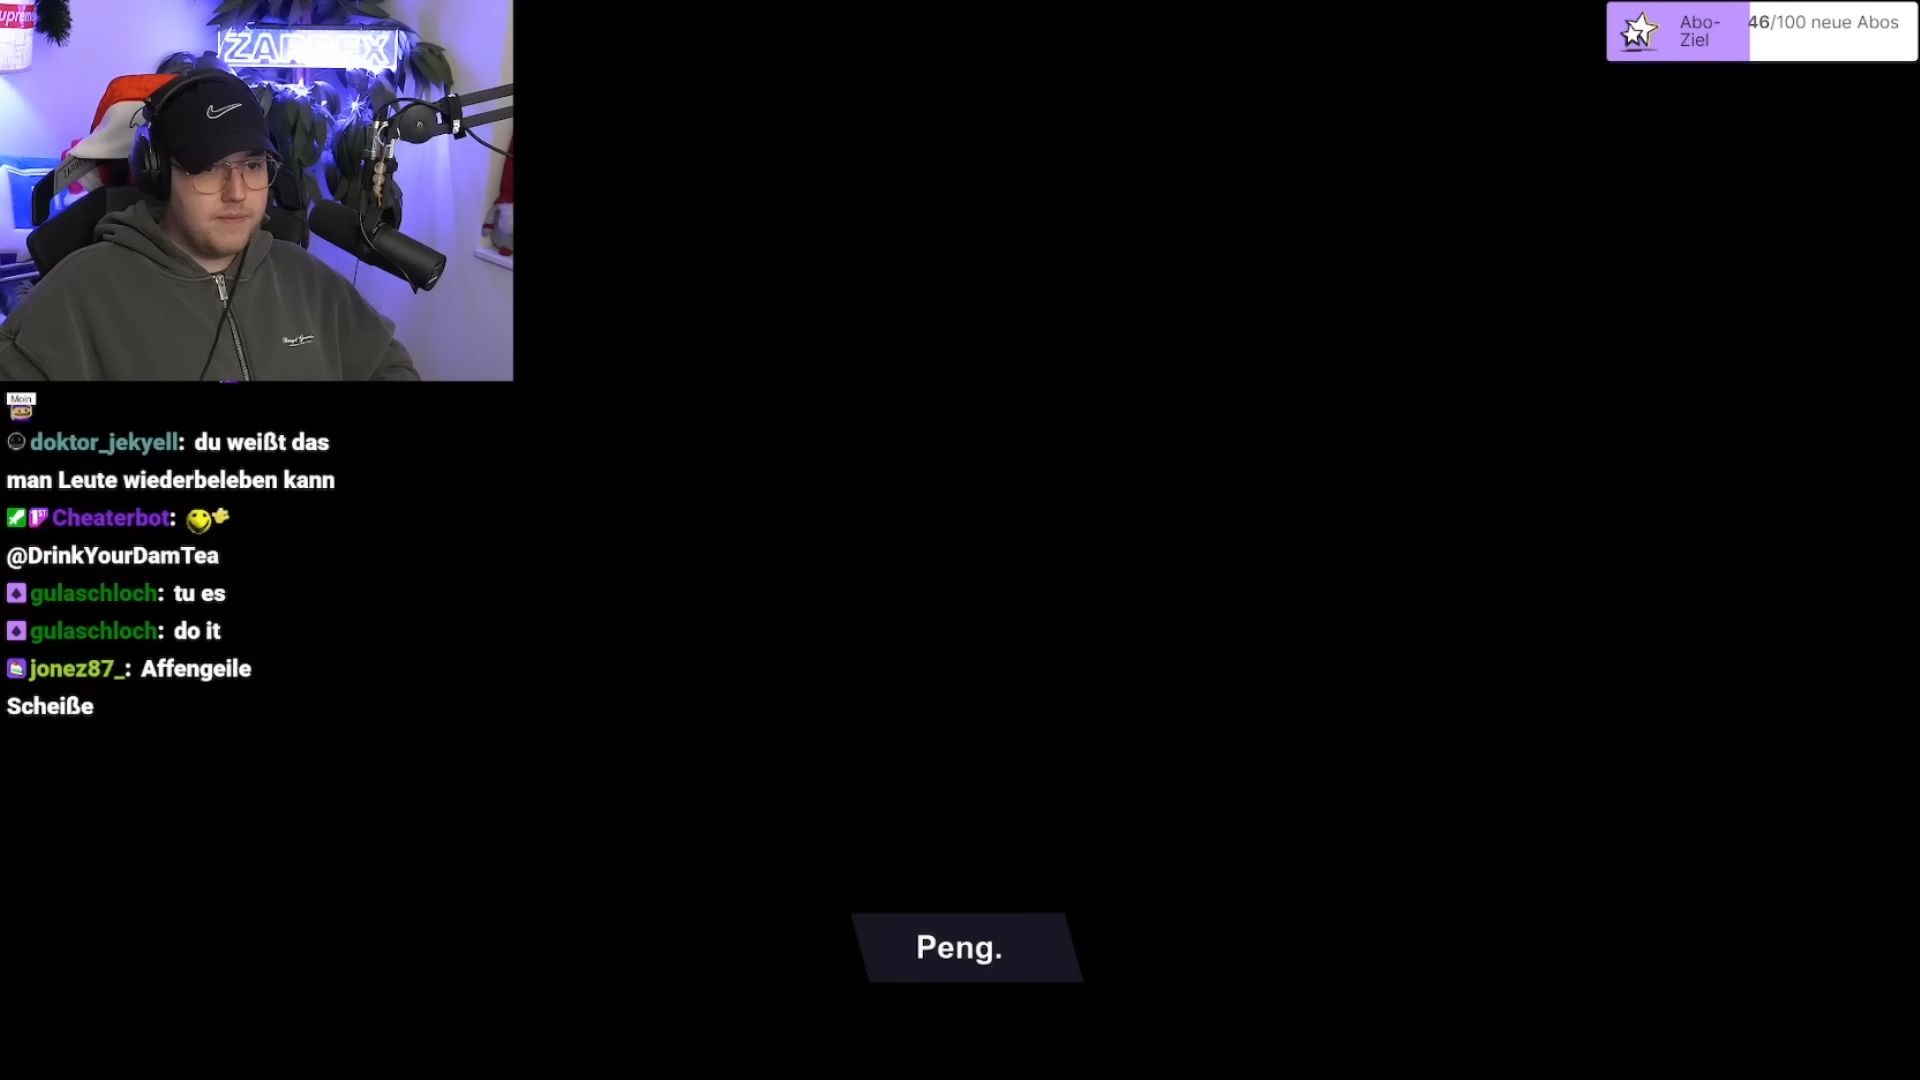 Abo-
Ziel
46/100 neue Abos
Moin
doktor_jekyell: du weißt das
man Leute wiederbeleben kann
Cheaterbot:
@DrinkYourDamTea
gulaschloch: tu es
gulaschloch: do it
jonez87_: Affengeile
Scheiße
Peng.